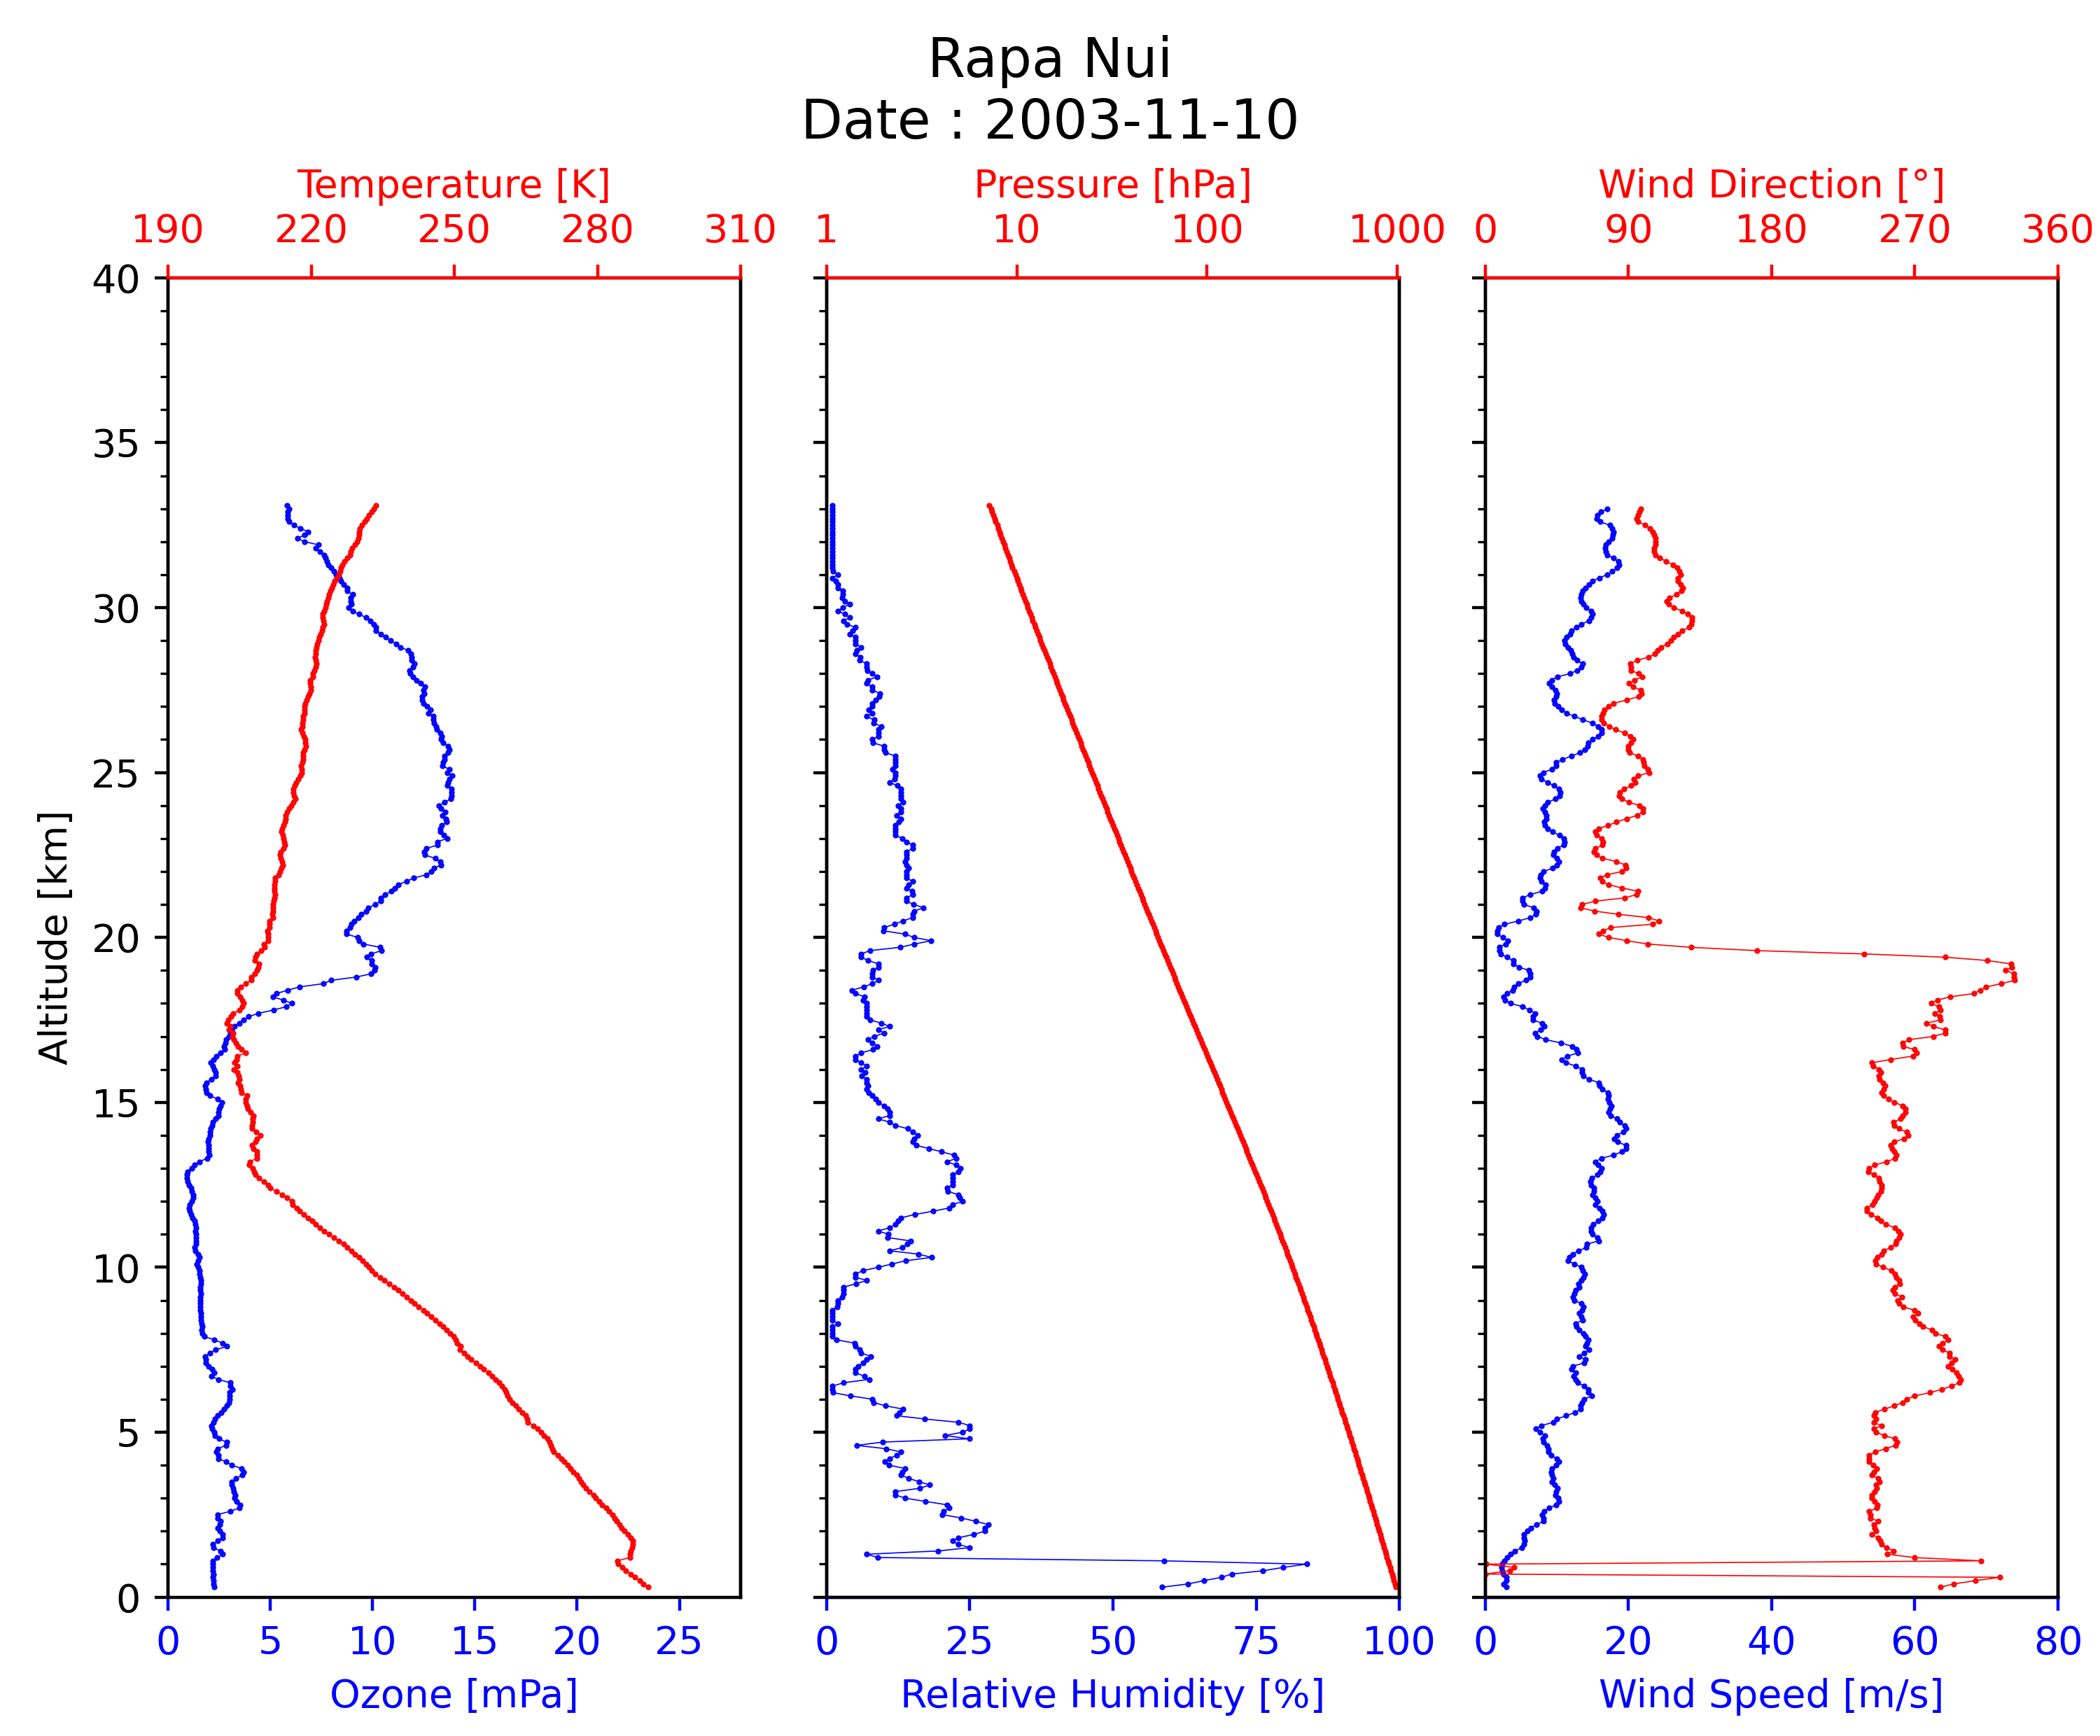 Rapa Nui
Date : 2003-11-10
Temperature [K]
Pressure [hPa]
Wind Direction [°]
190 220 250 280 310
1 10 100 1000
0 90 180 270 360
40
35
30
25
20
15
10
5
0
Altitude [km]
0 5 10 15 20 25
0 25 50 75 100
0 20 40 60 80
Ozone [mPa]
Relative Humidity [%]
Wind Speed [m/s]